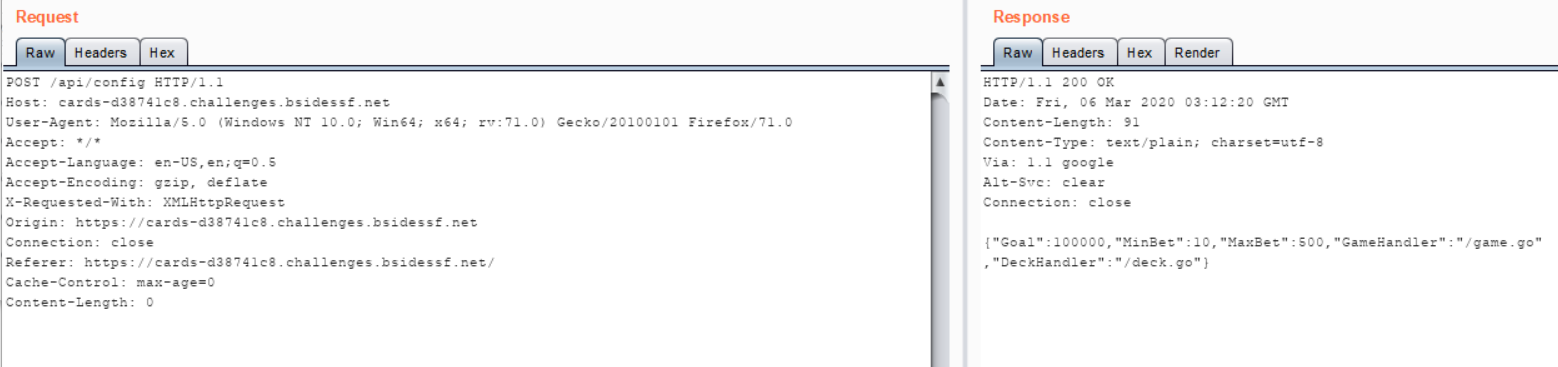 Request
Raw Headers Hex
POST /api/config HTTP/1.1
Host: cards-d38741c8.challenges.bsidessf.net
User-Agent: Mozilla/5.0 (Windows NT 10.0; Win64; x64; rv:71.0) Gecko/20100101 Firefox/71.0
Accept: */*
Accept-Language: en-US,en;q=0.5
Accept-Encoding: gzip, deflate
X-Requested-With: XMLHttpRequest
Origin: https://cards-d38741c8.challenges.bsidessf.net
Connection: close
Referer: https://cards-d38741c8.challenges.bsidessf.net/
Cache-Control: max-age=0
Content-Length: 0
Response
Raw Headers Hex Render
HTTP/1.1 200 OK
Date: Fri, 06 Mar 2020 03:12:20 GMT
Content-Length: 91
Content-Type: text/plain; charset=utf-8
Via: 1.1 google
Alt-Svc: clear
Connection: close
{"Goal":100000,"MinBet":10,"MaxBet":500,"GameHandler":"/game.go"
,"DeckHandler":"/deck.go"}